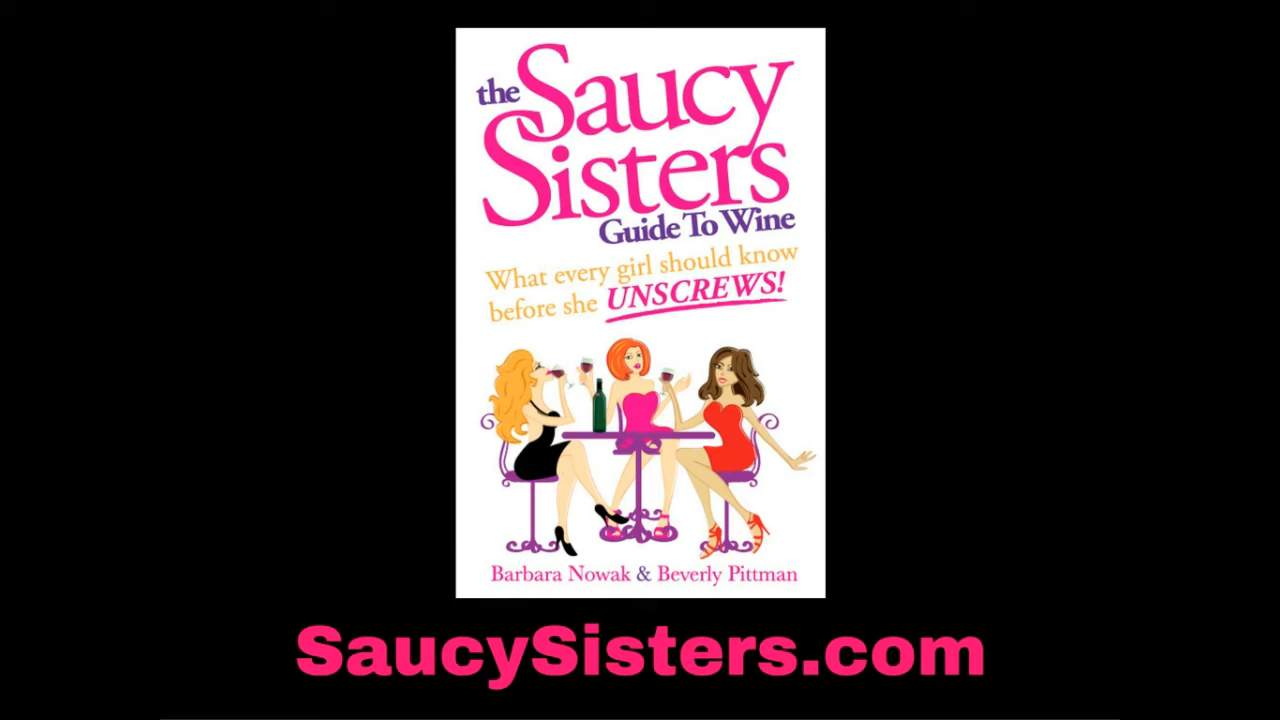 the Saucy
Sisters
Guide To Wine
What every girl should know
before she UNSCREWS!
Barbara Nowak & Beverly Pittman
SaucySisters.com